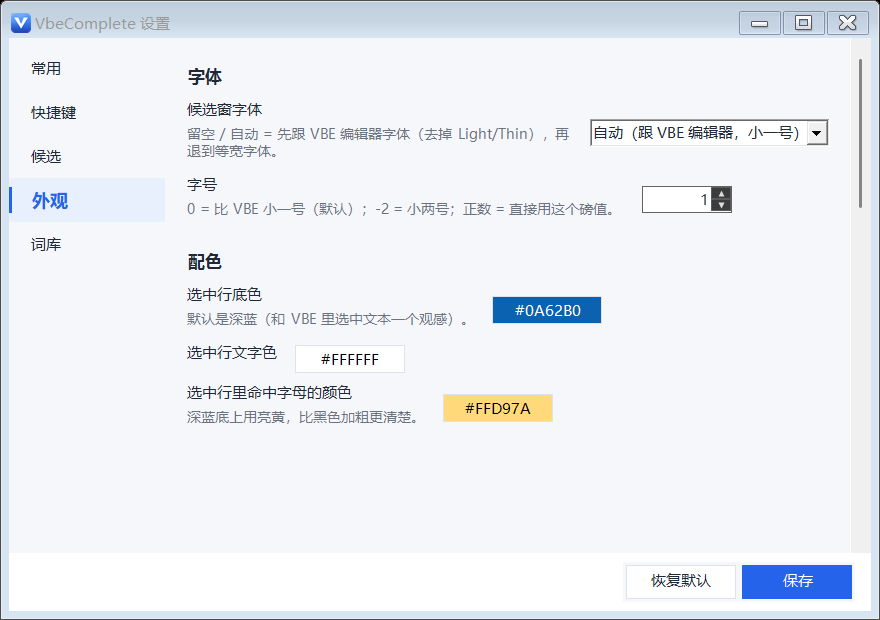 VbeComplete 设置
常用
快捷键
候选
外观
词库
字体
候选窗字体
留空 / 自动 = 先跟 VBE 编辑器字体（去掉 Light/Thin），再
退到等宽字体。
自动（跟 VBE 编辑器，小一号）
字号
0 = 比 VBE 小一号（默认）；-2 = 小两号；正数 = 直接用这个磅值。
1
配色
选中行底色
默认是深蓝（和 VBE 里选中文本一个观感）。
#0A62B0
选中行文字色
#FFFFFF
选中行里命中字母的颜色
深蓝底上用亮黄，比黑色加粗更清楚。
#FFD97A
恢复默认
保存